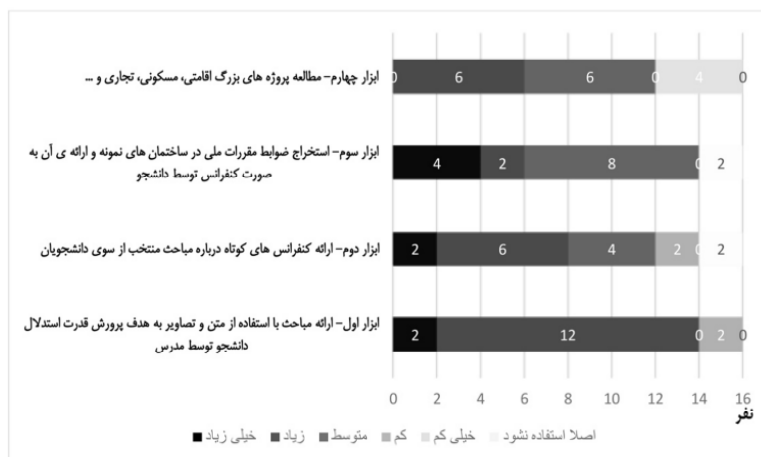 ابزار چهارم- مطالعه پروژه های بزرگ اقامتی، مسکونی، تجاری و ...
0 6 6 0 4 0
ابزار سوم- استخراج ضوابط مقررات ملی در ساختمان های نمونه و ارائه ی آن به
صورت کنفرانس توسط دانشجو
4 2 8 0 2
ابزار دوم- ارائه کنفرانس های کوتاه درباره مباحث منتخب از سوی دانشجویان
2 6 4 2 0 2
ابزار اول- ارائه مباحث با استفاده از متن و تصاویر به هدف پرورش قدرت استدلال
دانشجو توسط مدرس
2 12 0 2 0
0 2 4 6 8 10 12 14 16
نفر
خیلی زیاد زیاد متوسط کم خیلی کم اصلا استفاده نشود